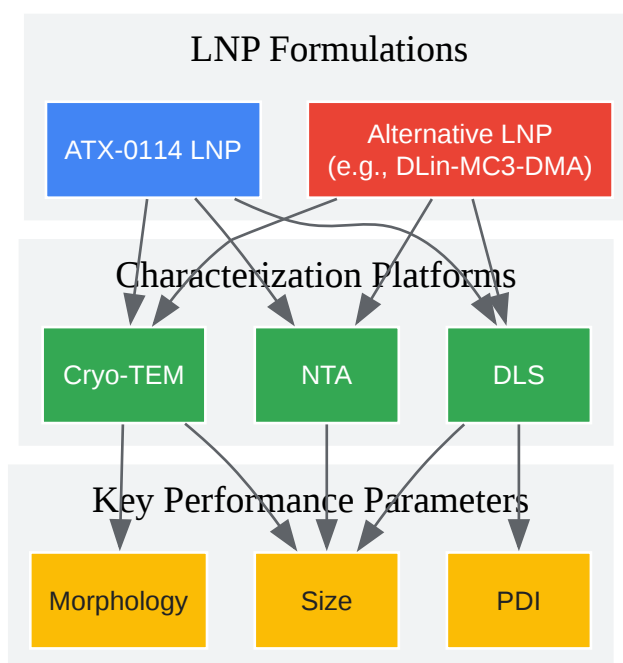 LNP Formulations
ATX-0114 LNP
Alternative LNP
(e.g., DLin-MC3-DMA)
Characterization Platforms
Cryo-TEM
NTA
DLS
Key Performance Parameters
Morphology
Size
PDI